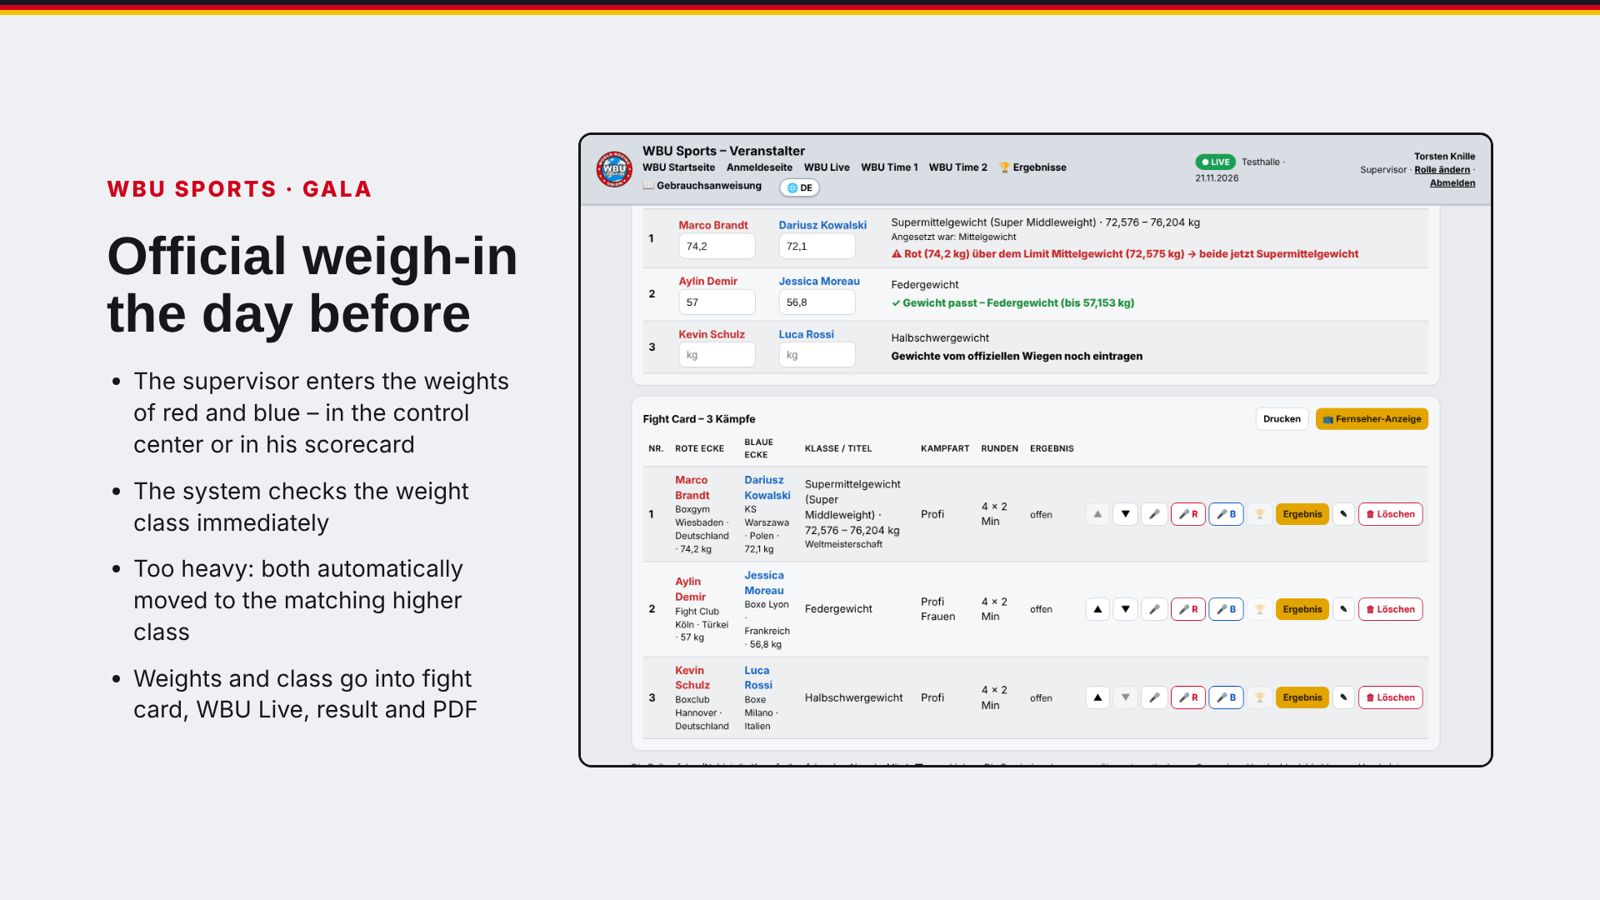 WBU SPORTS · GALA
Official weigh-in
the day before
• The supervisor enters the weights
of red and blue – in the control
center or in his scorecard
• The system checks the weight
class immediately
• Too heavy: both automatically
moved to the matching higher
class
• Weights and class go into fight
card, WBU Live, result and PDF
WBU
WBU Sports – Veranstalter
WBU Startseite Anmeldeseite WBU Live WBU Time 1 WBU Time 2 🏆 Ergebnisse
📖 Gebrauchsanweisung 🌐 DE
● LIVE Testhalle ·
21.11.2026
Torsten Knille
Supervisor · Rolle ändern ·
Abmelden
1
Marco Brandt
74,2
Dariusz Kowalski
72,1
Supermittelgewicht (Super Middleweight) · 72,576 – 76,204 kg
Angesetzt war: Mittelgewicht
⚠ Rot (74,2 kg) über dem Limit Mittelgewicht (72,575 kg) → beide jetzt Supermittelgewicht
2
Aylin Demir
57
Jessica Moreau
56,8
Federgewicht
✓ Gewicht passt – Federgewicht (bis 57,153 kg)
3
Kevin Schulz
kg
Luca Rossi
kg
Halbschwergewicht
Gewichte vom offiziellen Wiegen noch eintragen
Fight Card – 3 Kämpfe
Drucken
📺 Fernseher-Anzeige
NR. ROTE ECKE BLAUE ECKE KLASSE / TITEL KAMPFART RUNDEN ERGEBNIS
1
Marco
Brandt
Boxgym
Wiesbaden ·
Deutschland
· 74,2 kg
Dariusz
Kowalski
KS
Warszawa
· Polen ·
72,1 kg
Supermittelgewicht
(Super
Middleweight) ·
72,576 – 76,204 kg
Weltmeisterschaft
Profi
4 × 2
Min
offen
▲ ▼ 🎤 🎤 R 🎤 B 🏆 Ergebnis ✎ 🗑 Löschen
2
Aylin
Demir
Fight Club
Köln · Türkei
· 57 kg
Jessica
Moreau
Boxe Lyon
·
Frankreich
· 56,8 kg
Federgewicht
Profi
Frauen
4 × 2
Min
offen
▲ ▼ 🎤 🎤 R 🎤 B 🏆 Ergebnis ✎ 🗑 Löschen
3
Kevin
Schulz
Boxclub
Hannover ·
Deutschland
Luca
Rossi
Boxe
Milano ·
Italien
Halbschwergewicht
Profi
4 × 2
Min
offen
▲ ▼ 🎤 🎤 R 🎤 B 🏆 Ergebnis ✎ 🗑 Löschen